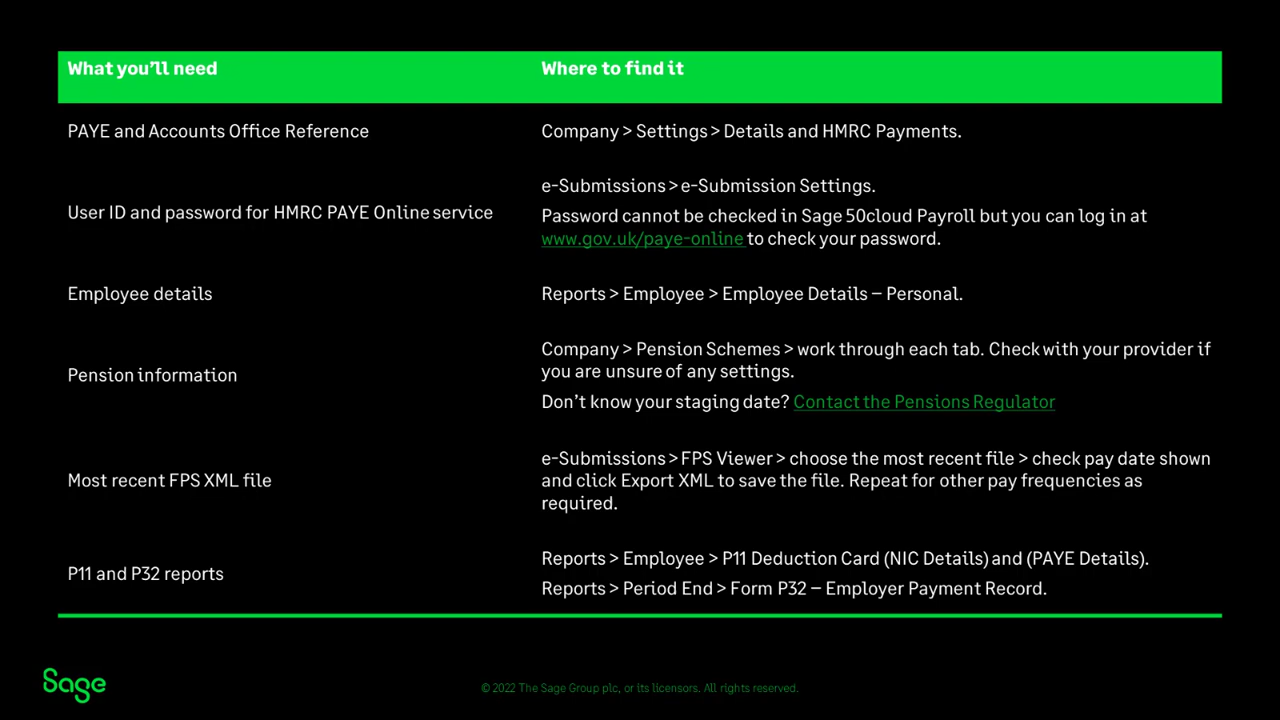 What you'll need
Where to find it
PAYE and Accounts Office Reference
Company > Settings > Details and HMRC Payments.
User ID and password for HMRC PAYE Online service
e-Submissions > e-Submission Settings.
Password cannot be checked in Sage 50cloud Payroll but you can log in at
www.gov.uk/paye-online to check your password.
Employee details
Reports > Employee > Employee Details – Personal.
Pension information
Company > Pension Schemes > work through each tab. Check with your provider if
you are unsure of any settings.
Don't know your staging date? Contact the Pensions Regulator
Most recent FPS XML file
e-Submissions > FPS Viewer > choose the most recent file > check pay date shown
and click Export XML to save the file. Repeat for other pay frequencies as
required.
P11 and P32 reports
Reports > Employee > P11 Deduction Card (NIC Details) and (PAYE Details).
Reports > Period End > Form P32 – Employer Payment Record.
Sage
© 2022 The Sage Group plc, or its licensors. All rights reserved.